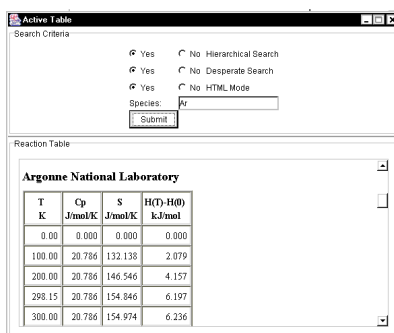 Active Table
Search Criteria
Yes No Hierarchical Search
Yes No Desperate Search
Yes No HTML Mode
Species: Ar
Submit
Reaction Table
Argonne National Laboratory
T Cp S H(T)-H(0)
K J/mol/K J/mol/K kJ/mol
0.00 0.000 0.000 0.000
100.00 20.786 132.138 2.079
200.00 20.786 146.546 4.157
298.15 20.786 154.846 6.197
300.00 20.786 154.974 6.236